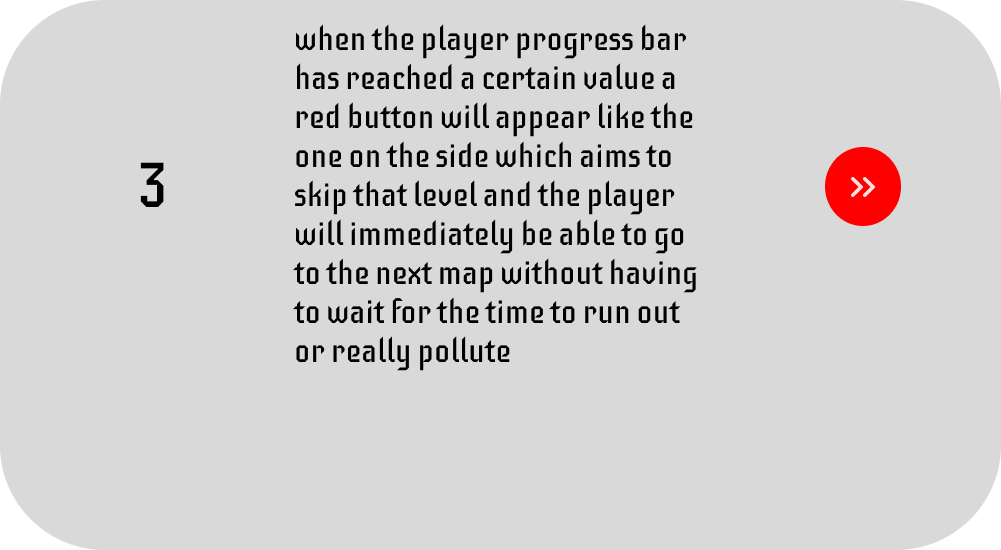 when the player progress bar
has reached a certain value a
red button will appear like the
one on the side which aims to
3
skip that level and the player
will immediately be able to go
to the next map without having
to wait for the time to run out
or really pollute